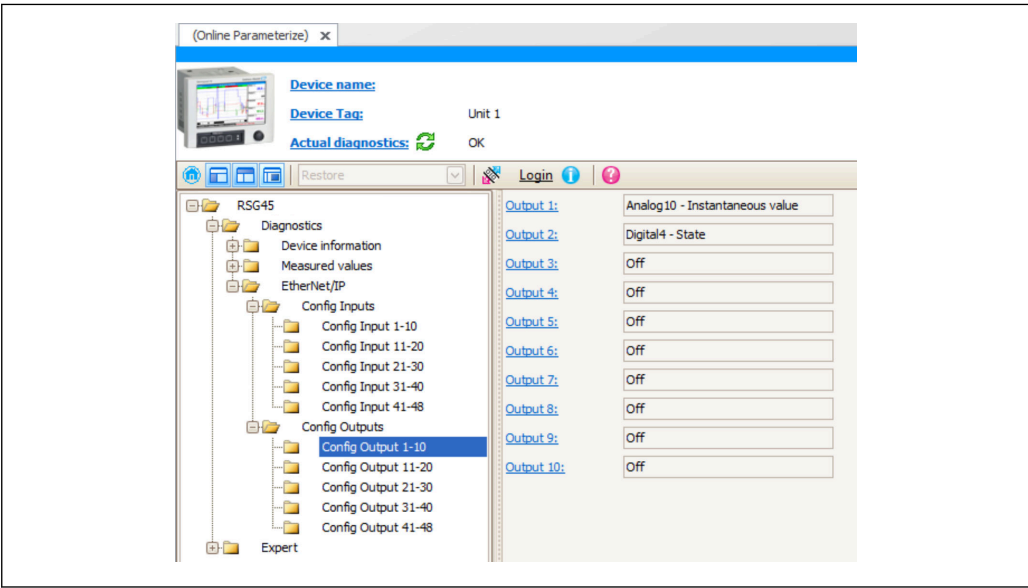 (Online Parameterize) X
Device name:
Device Tag: Unit 1
Actual diagnostics: OK
Restore Login
RSG45
Diagnostics
Device information
Measured values
EtherNet/IP
Config Inputs
Config Input 1-10
Config Input 11-20
Config Input 21-30
Config Input 31-40
Config Input 41-48
Config Outputs
Config Output 1-10
Config Output 11-20
Config Output 21-30
Config Output 31-40
Config Output 41-48
Expert
Output 1: Analog10 - Instantaneous value
Output 2: Digital4 - State
Output 3: Off
Output 4: Off
Output 5: Off
Output 6: Off
Output 7: Off
Output 8: Off
Output 9: Off
Output 10: Off